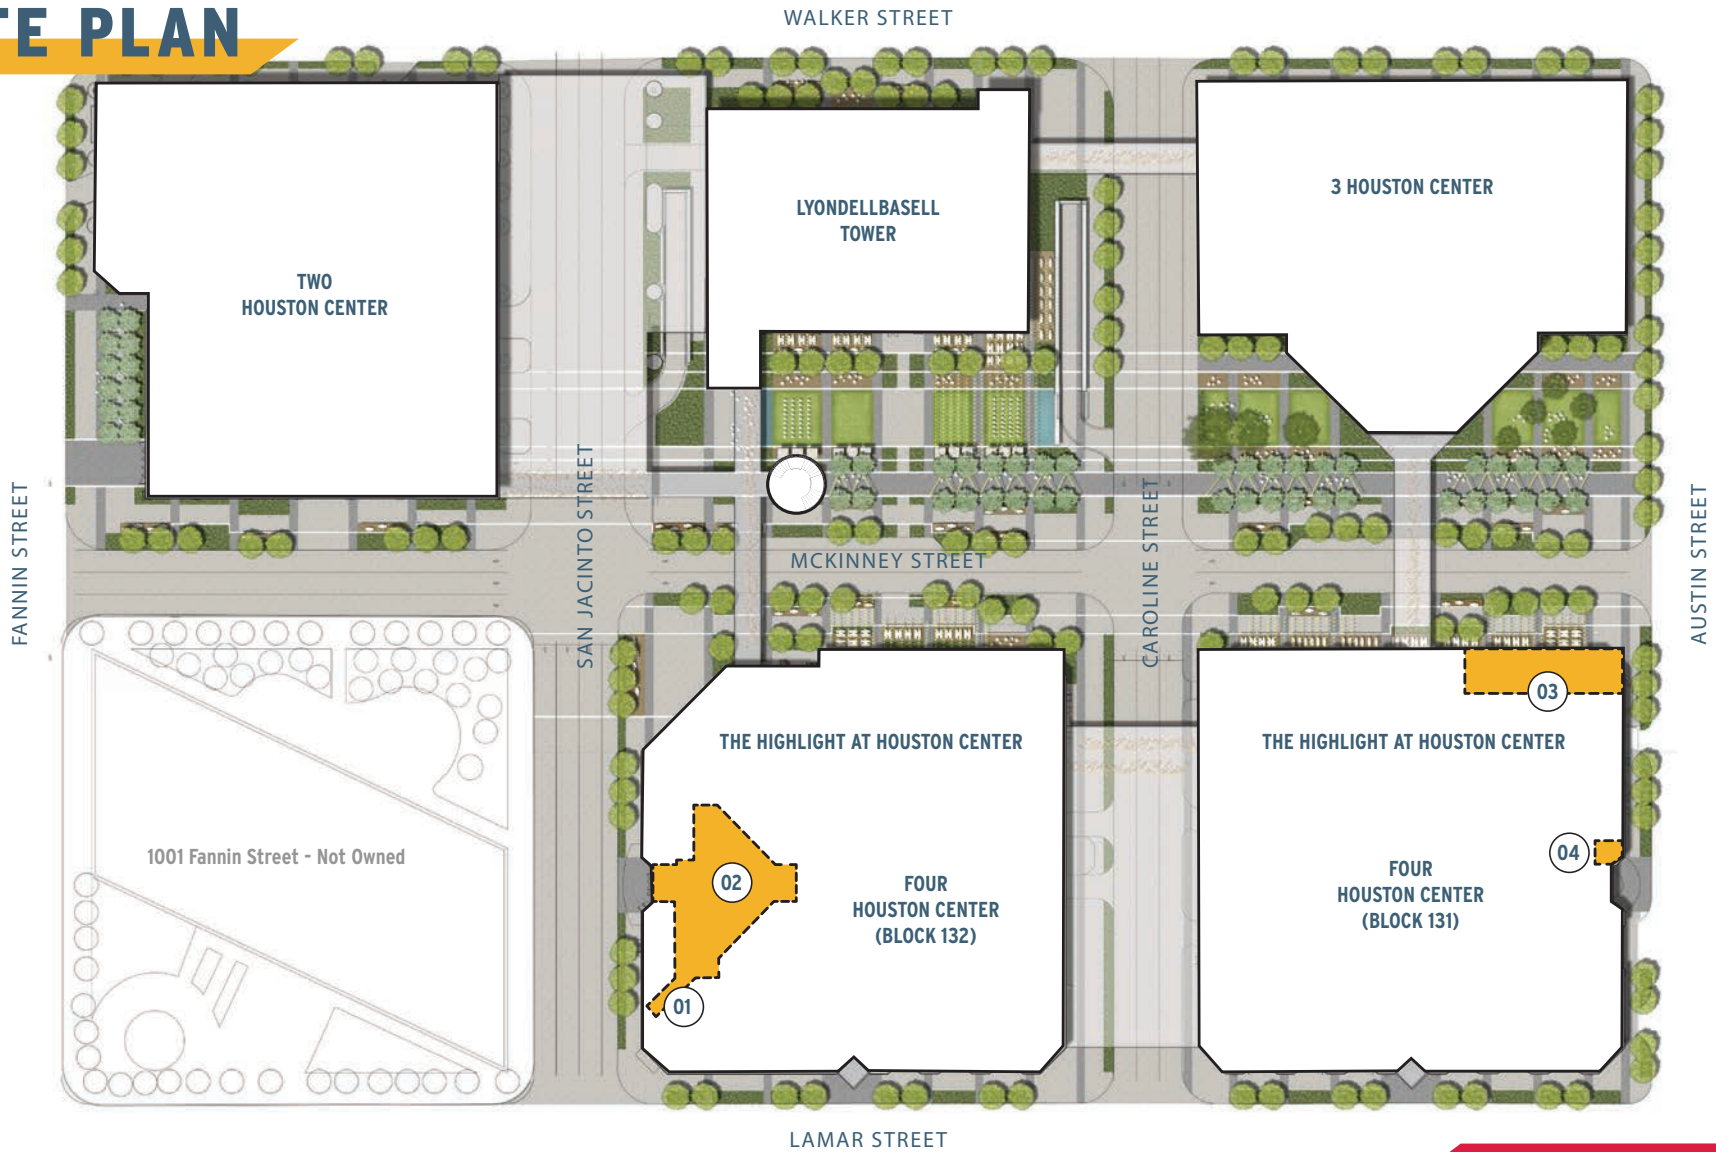 TE PLAN
WALKER STREET
TWO
HOUSTON CENTER
LYONDELLBASELL
TOWER
3 HOUSTON CENTER
FANNIN STREET
SAN JACINTO STREET
MCKINNEY STREET
CAROLINE STREET
AUSTIN STREET
1001 Fannin Street - Not Owned
THE HIGHLIGHT AT HOUSTON CENTER
02
01
FOUR
HOUSTON CENTER
(BLOCK 132)
03
THE HIGHLIGHT AT HOUSTON CENTER
04
FOUR
HOUSTON CENTER
(BLOCK 131)
LAMAR STREET